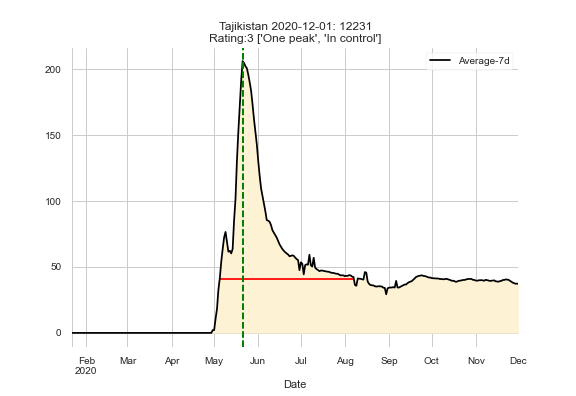 Tajikistan 2020-12-01: 12231
Rating:3 ['One peak', 'In control']
Average-7d
200
150
100
50
0
Feb Mar Apr May Jun Jul Aug Sep Oct Nov Dec
2020
Date